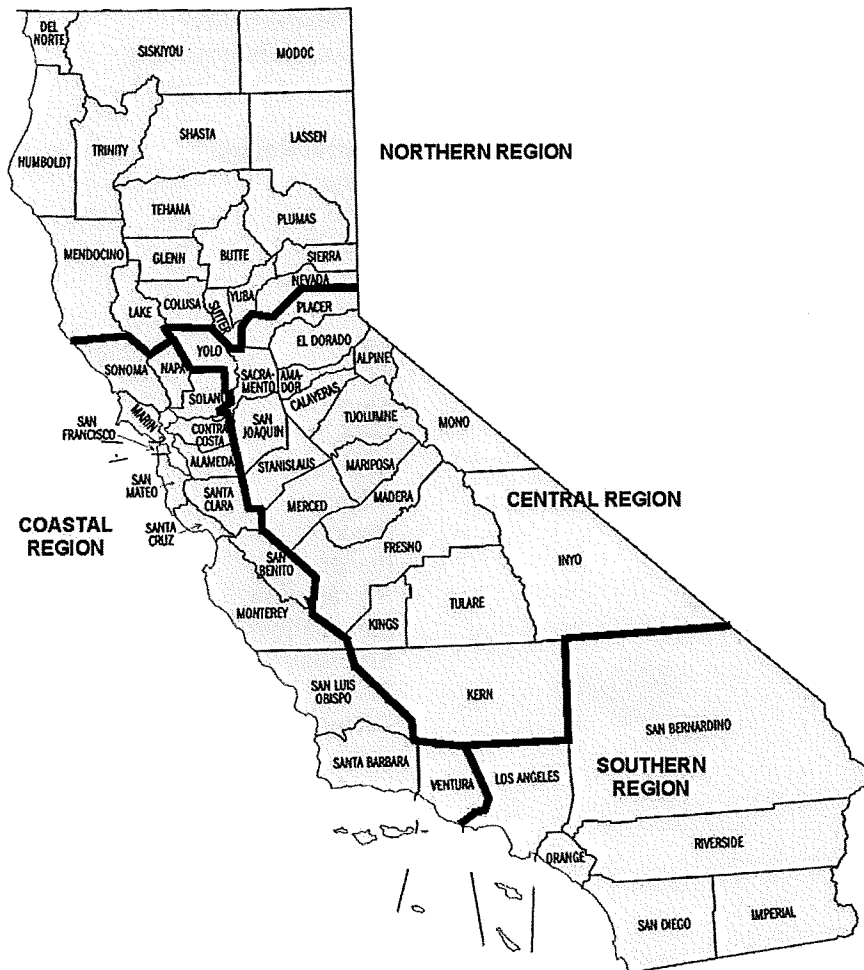 DEL
NORTE
SISKIYOU
MODOC
HUMBOLDT
TRINITY
SHASTA
LASSEN
NORTHERN REGION
TEHAMA
PLUMAS
MENDOCINO
GLENN
BUTTE
SIERRA
LAKE
COLUSA
SUTTER
YUBA
NEVADA
PLACER
SONOMA
NAPA
YOLO
EL DORADO
SACRA-
MENTO
AMA-
DOR
ALPINE
SOLANO
CALAVERAS
MARIN
SAN
FRANCISCO
CONTRA
COSTA
SAN
JOAQUIN
TUOLUMNE
MONO
ALAMEDA
STANISLAUS
MARIPOSA
SAN
MATEO
SANTA
CLARA
MERCED
MADERA
CENTRAL REGION
COASTAL
REGION
SANTA
CRUZ
SAN
BENITO
FRESNO
INYO
MONTEREY
KINGS
TULARE
SAN LUIS
OBISPO
KERN
SAN BERNARDINO
SANTA BARBARA
VENTURA
LOS ANGELES
SOUTHERN
REGION
ORANGE
RIVERSIDE
SAN DIEGO
IMPERIAL